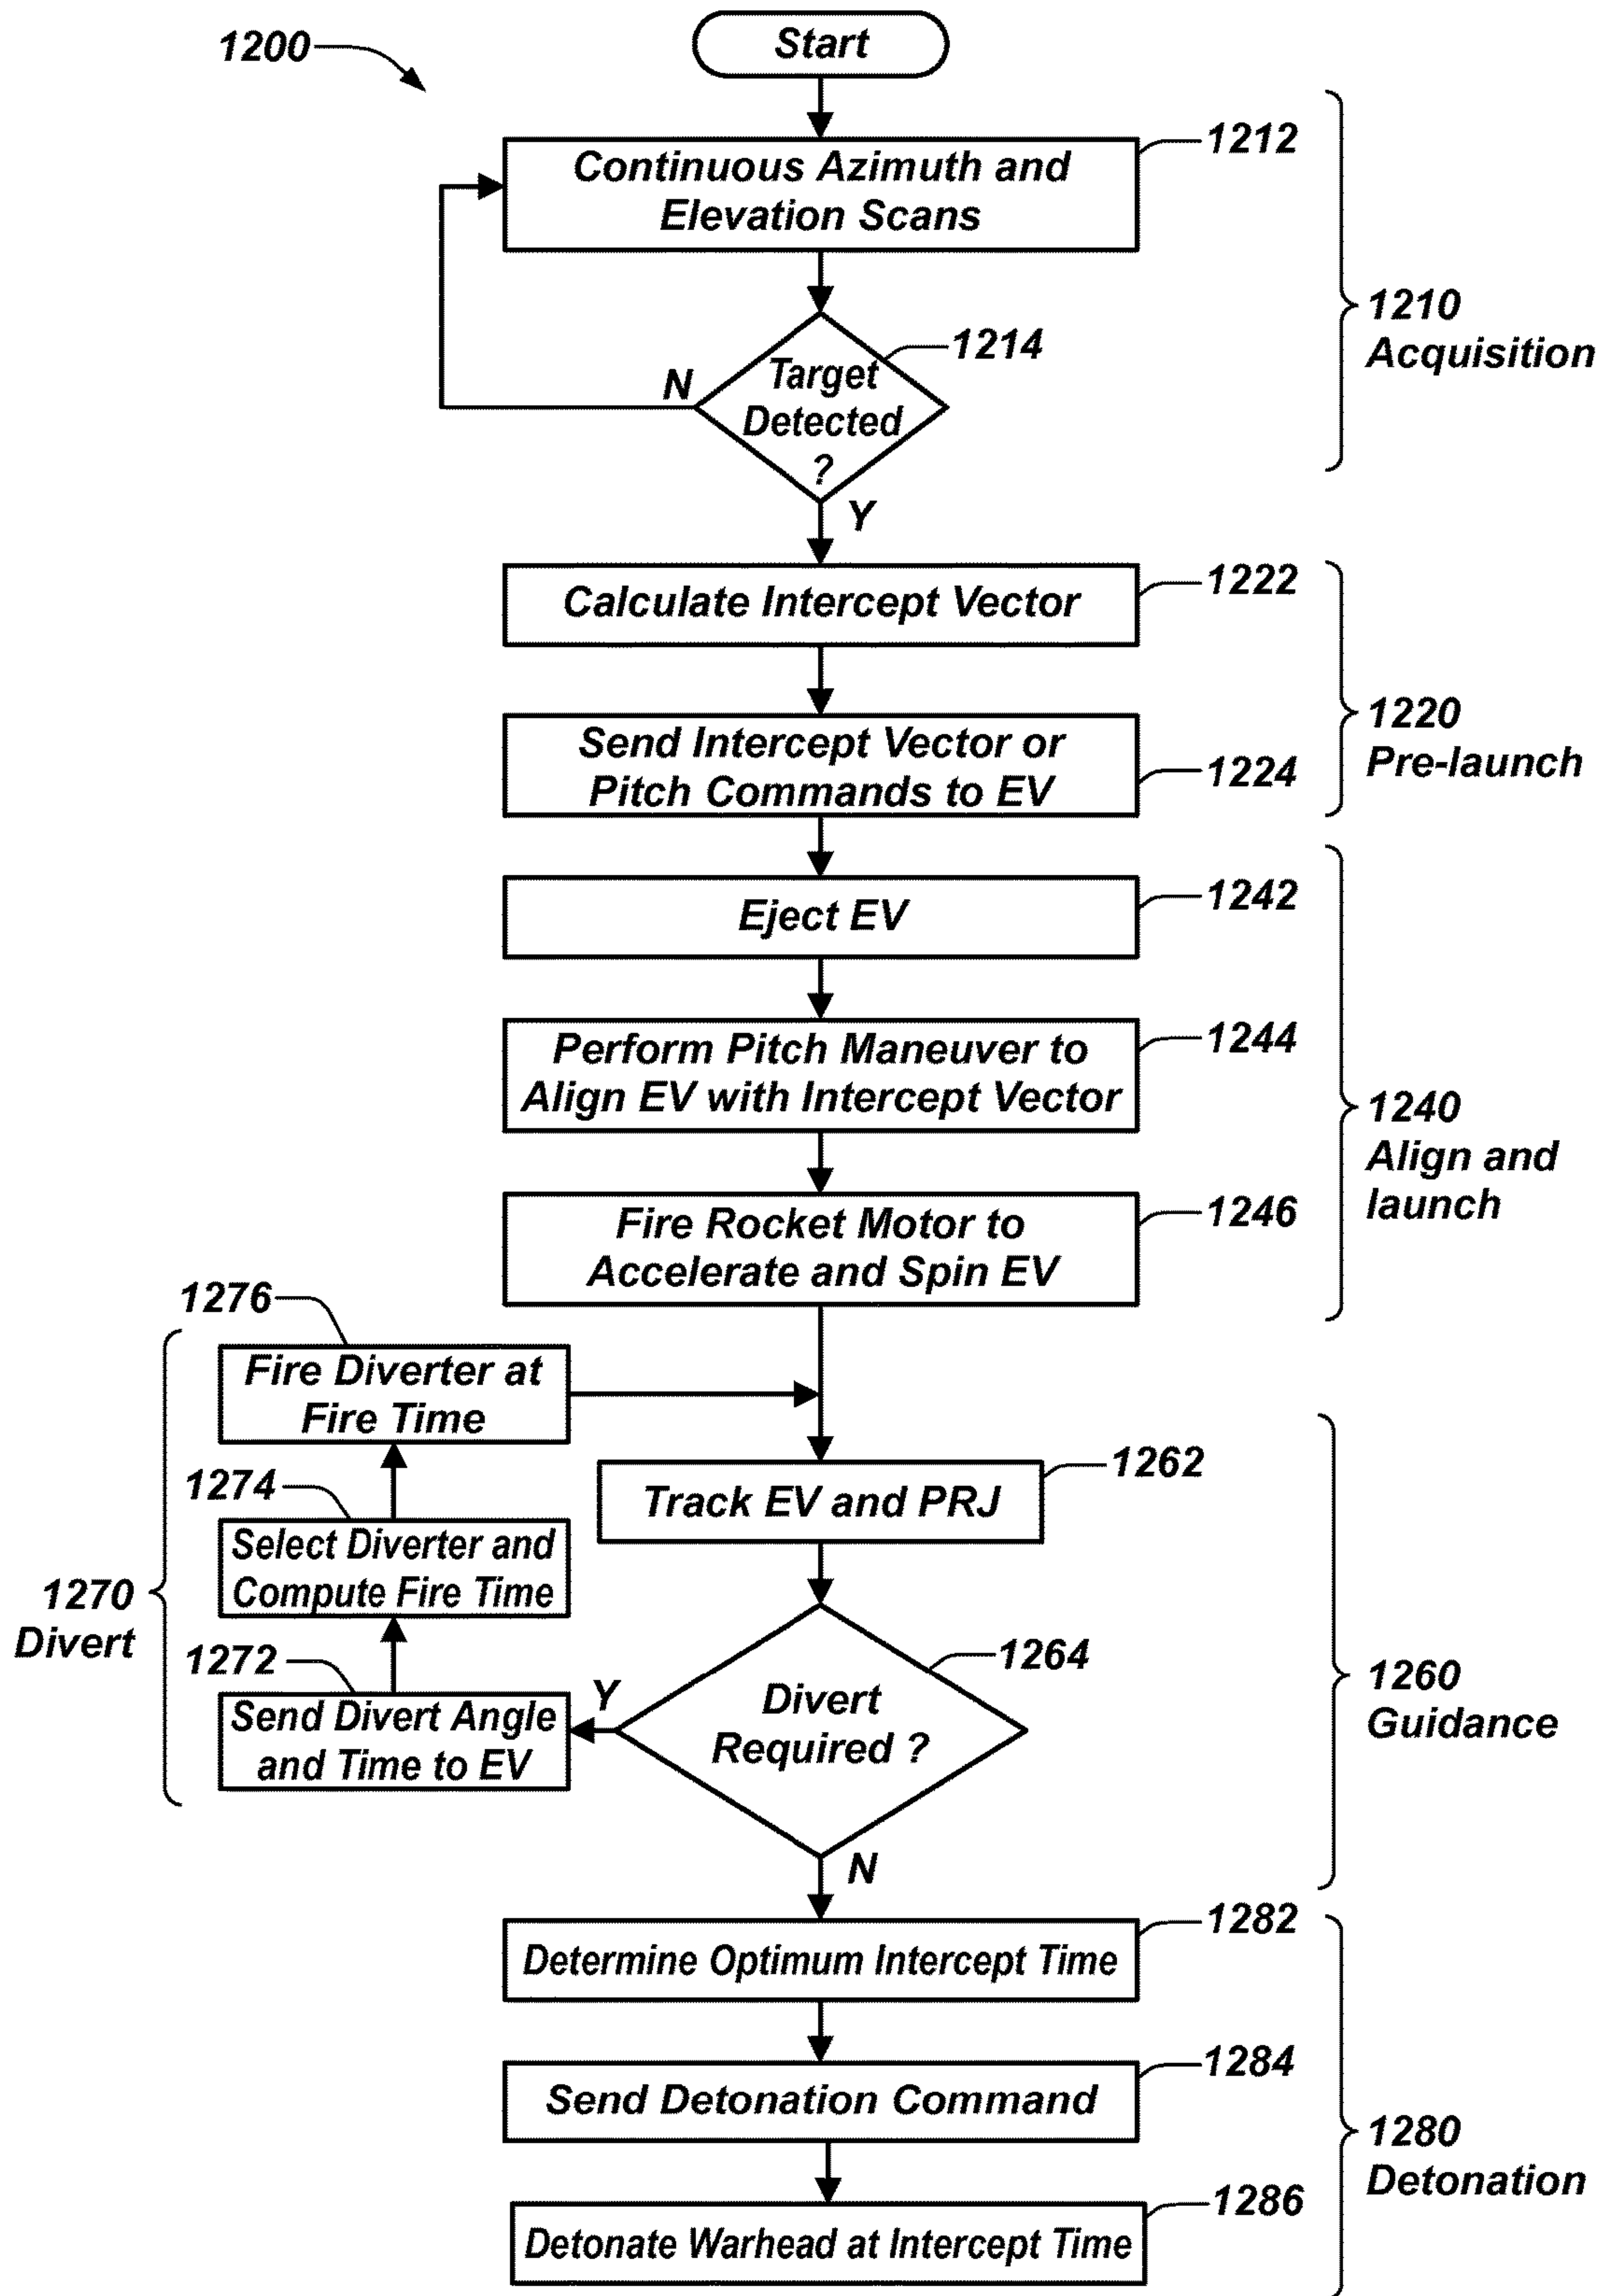 1200
Start
1212
Continuous Azimuth and
Elevation Scans
1214
Target
Detected
?
N
Y
1210
Acquisition
1222
Calculate Intercept Vector
Send Intercept Vector or
Pitch Commands to EV
1224
1220
Pre-launch
1242
Eject EV
1244
Perform Pitch Maneuver to
Align EV with Intercept Vector
1246
Fire Rocket Motor to
Accelerate and Spin EV
1240
Align and
launch
1276
Fire Diverter at
Fire Time
1274
Select Diverter and
Compute Fire Time
1272
Send Divert Angle
and Time to EV
1270
Divert
1262
Track EV and PRJ
1264
Divert
Required ?
Y
N
1260
Guidance
1282
Determine Optimum Intercept Time
1284
Send Detonation Command
1286
Detonate Warhead at Intercept Time
1280
Detonation